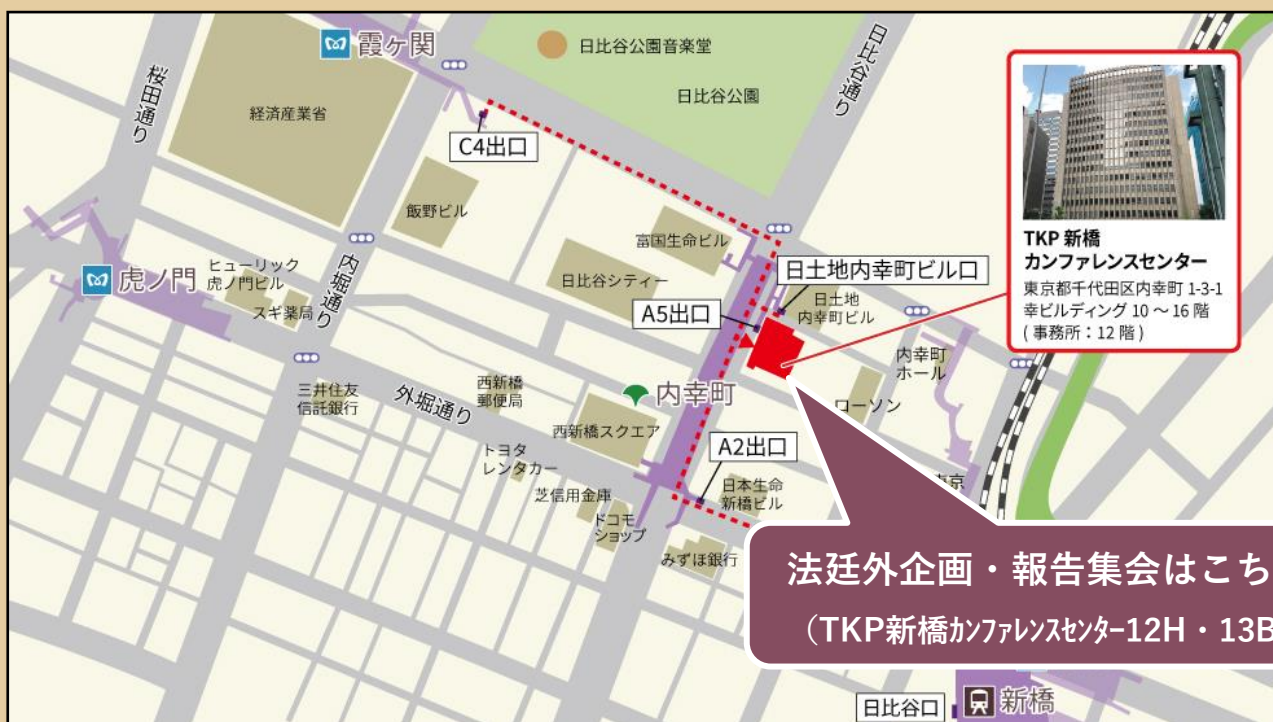 霞ヶ関
日比谷公園音楽堂
日比谷公園
日比谷通り
桜田通り
経済産業省
C4出口
飯野ビル
富国生命ビル
日比谷シティー
日土地内幸町ビル口
日土地
内幸町ビル
A5出口
TKP 新橋
カンファレンスセンター
東京都千代田区内幸町 1-3-1
幸ビルディング 10 ～ 16 階
( 事務所：12 階 )
虎ノ門
ヒューリック
虎ノ門ビル
スギ薬局
内堀通り
三井住友
信託銀行
外堀通り
西新橋
郵便局
内幸町
内幸町
ホール
ローソン
西新橋スクエア
トヨタ
レンタカー
芝信用金庫
ドコモ
ショップ
A2出口
日本生命
新橋ビル
みずほ銀行
法廷外企画・報告集会はこち
（TKP新橋ｶﾝﾌｧﾚﾝｽｾﾝﾀｰ12H・13B
日比谷口
新橋